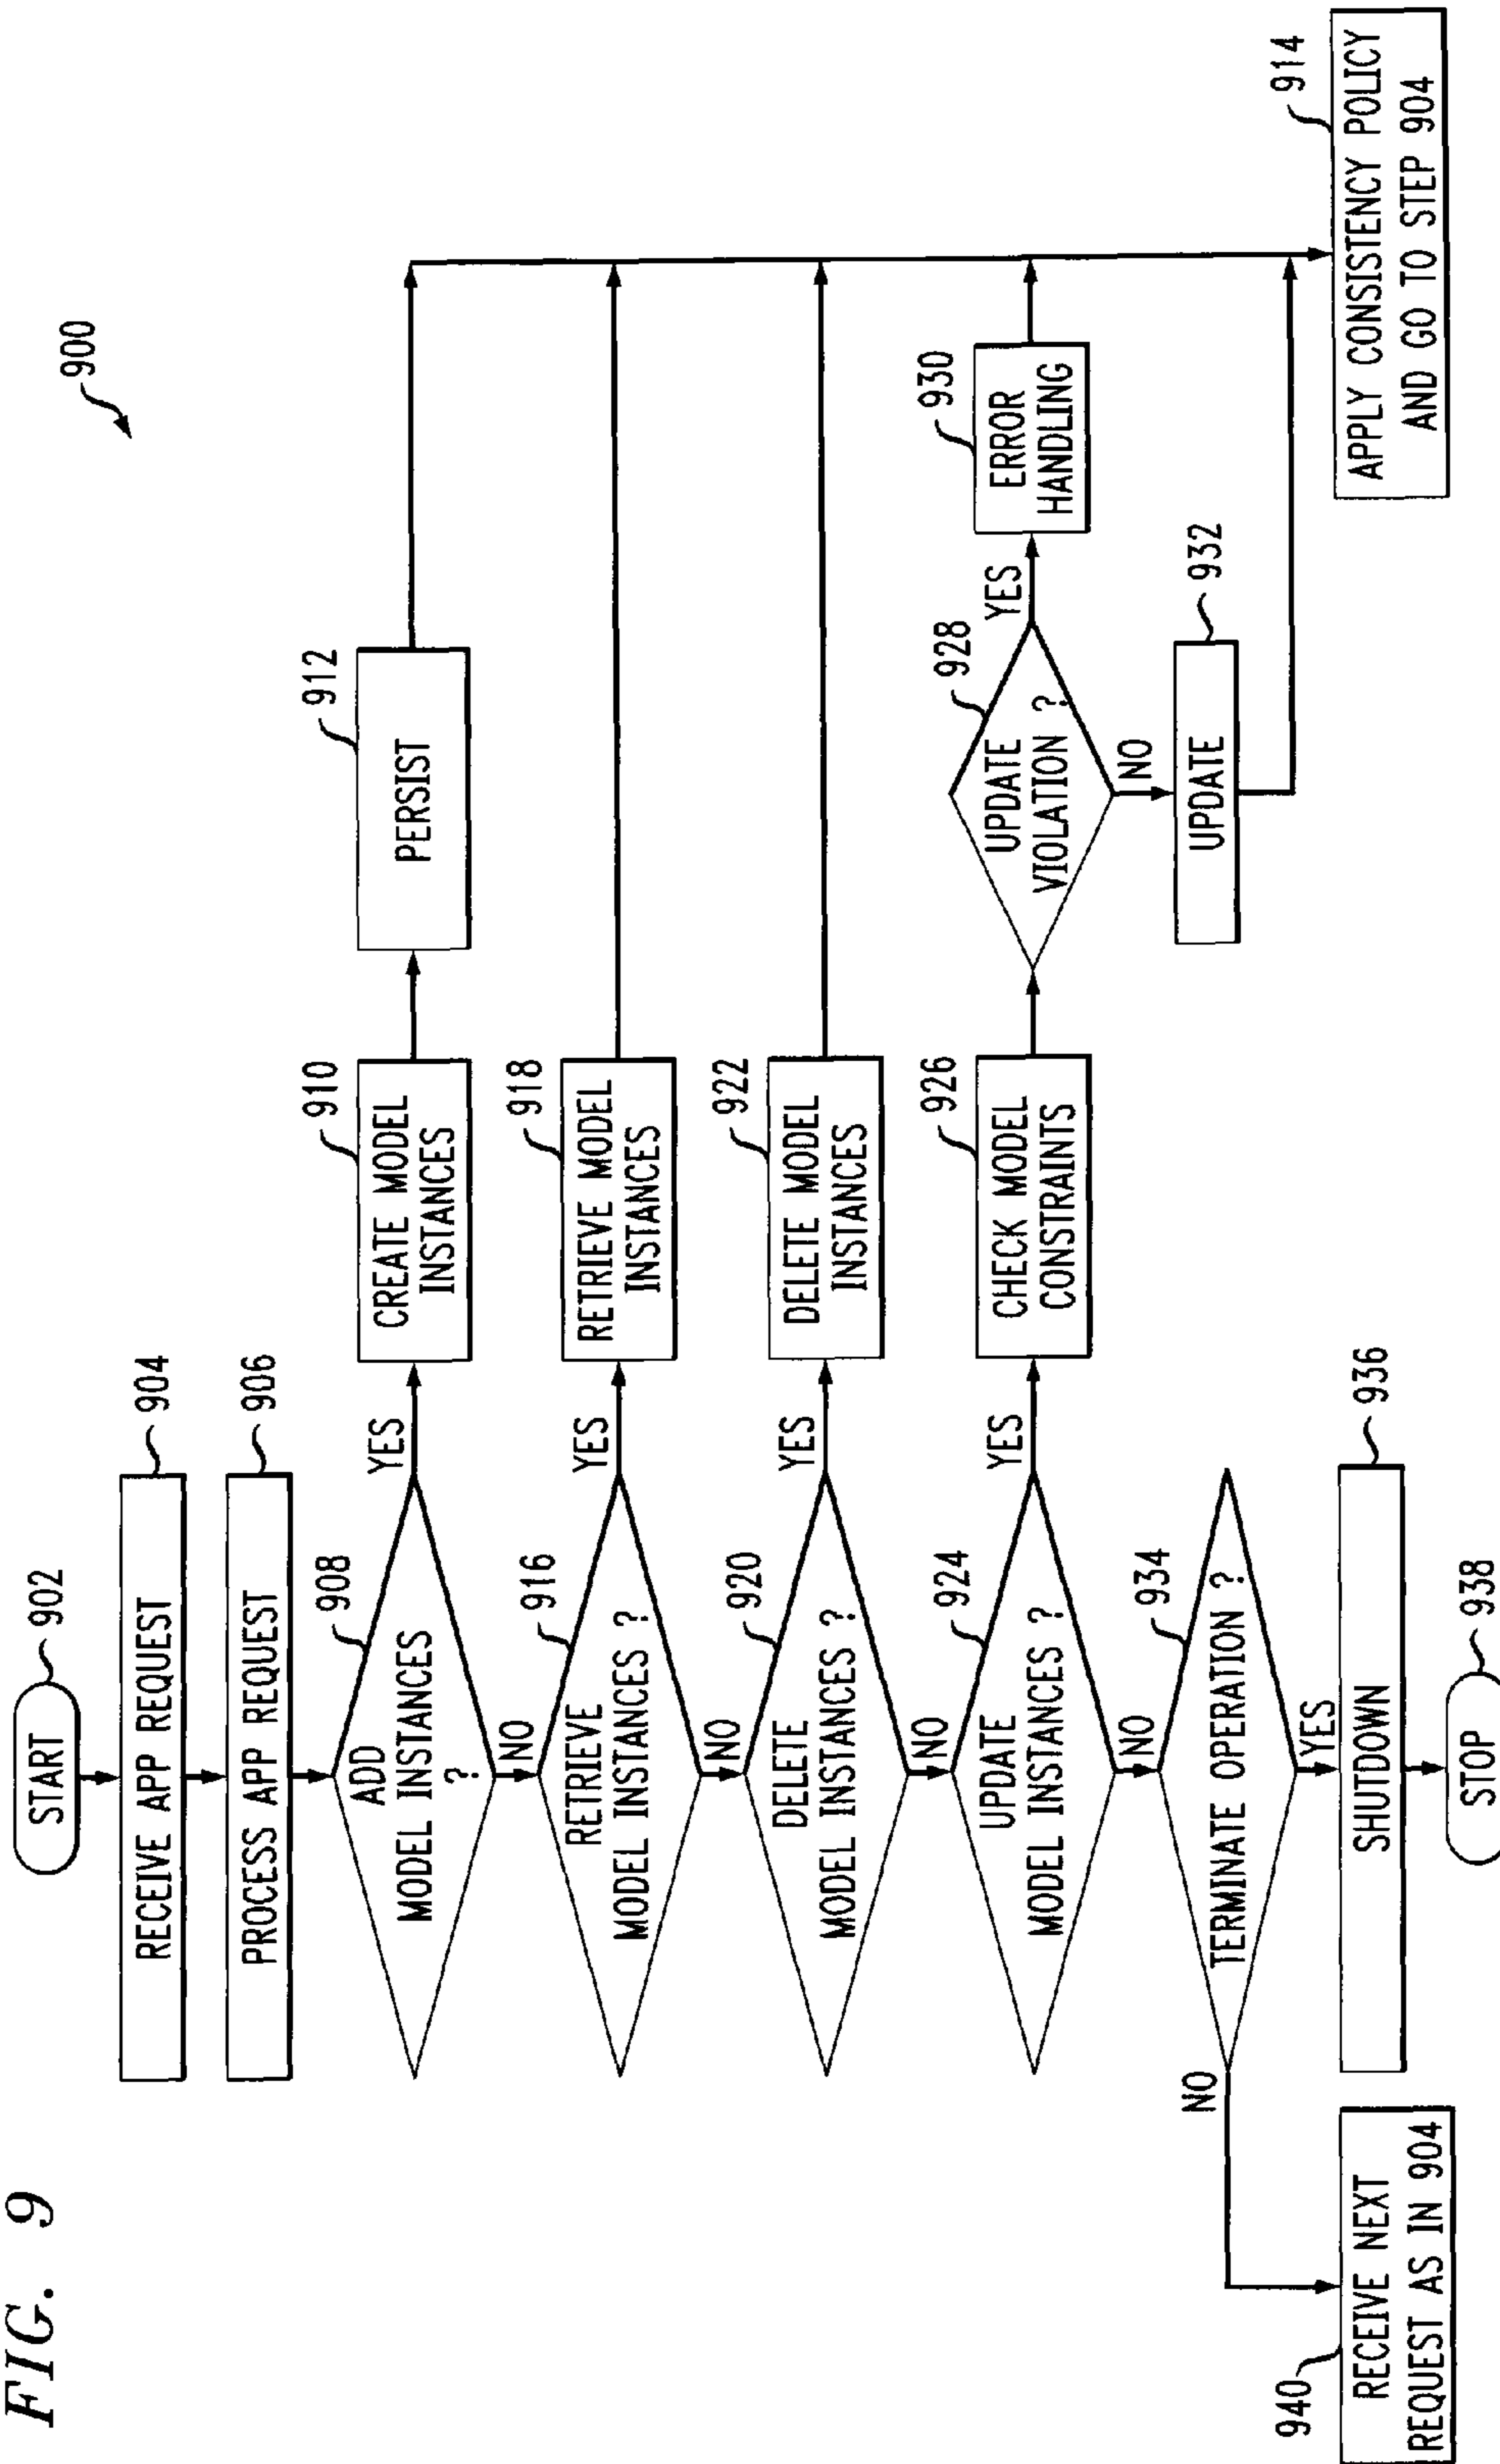 FIG. 9
900
START
902
RECEIVE APP REQUEST
904
PROCESS APP REQUEST
906
ADD
MODEL INSTANCES
?
908
YES
CREATE MODEL
INSTANCES
910
PERSIST
912
NO
RETRIEVE
MODEL INSTANCES ?
916
YES
RETRIEVE MODEL
INSTANCES
918
NO
DELETE
MODEL INSTANCES ?
920
YES
DELETE MODEL
INSTANCES
922
NO
UPDATE
MODEL INSTANCES ?
924
YES
CHECK MODEL
CONSTRAINTS
926
UPDATE
VIOLATION ?
928
YES
ERROR
HANDLING
930
NO
UPDATE
932
NO
TERMINATE OPERATION ?
934
NO
YES
RECEIVE NEXT
REQUEST AS IN 904
940
SHUTDOWN
936
APPLY CONSISTENCY POLICY
AND GO TO STEP 904
914
STOP
938